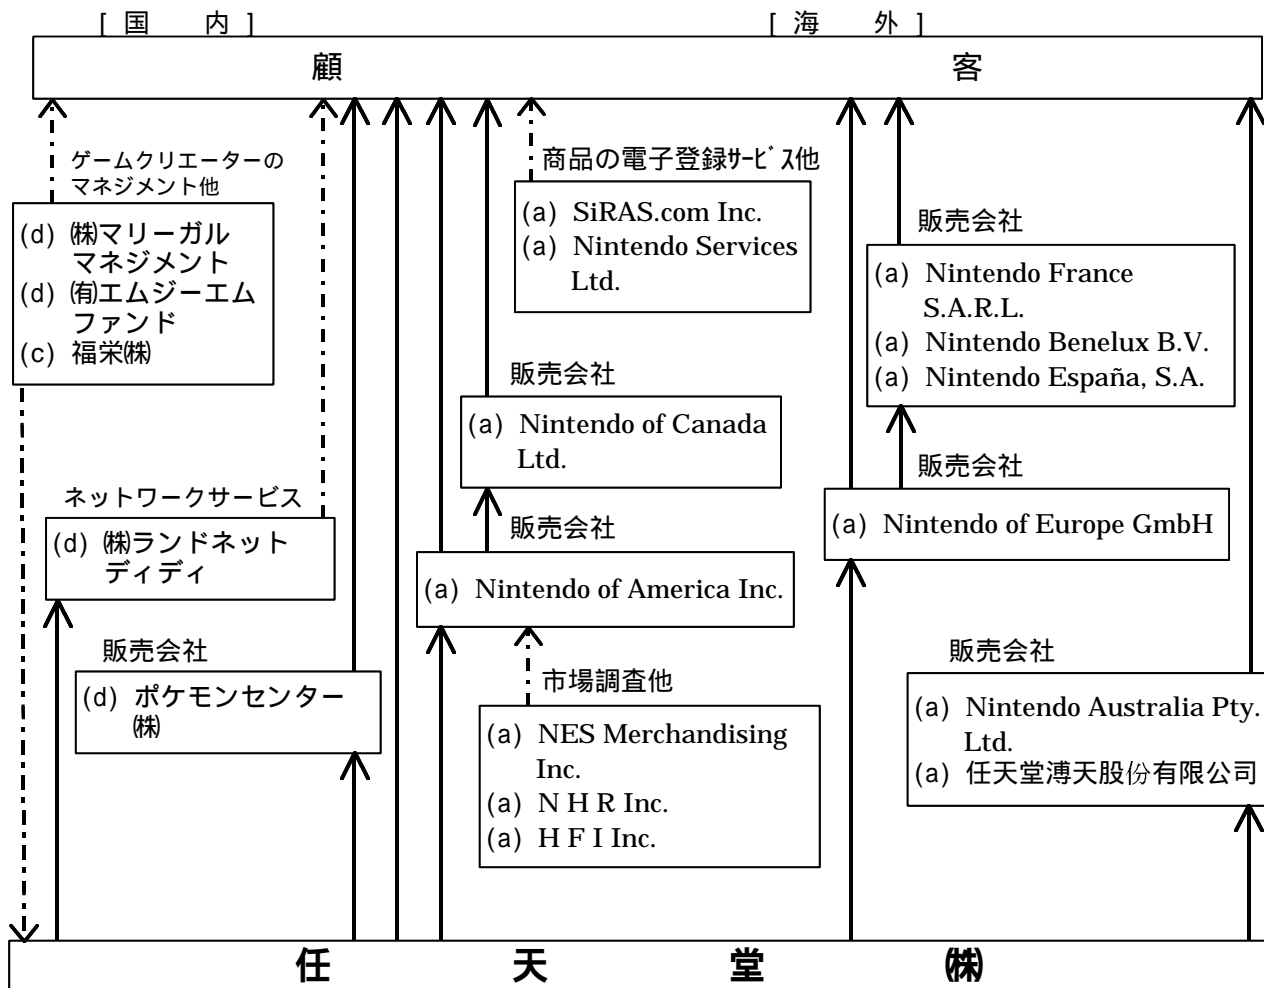 [ 国 内 ]
[ 海 外 ]
顧 客
ゲームクリエーターの
マネジメント他
(d) ㈱マリーガル
マネジメント
(d) ㈲エムジーエム
ファンド
(c) 福栄㈱
商品の電子登録ｻｰﾋﾞｽ他
(a) SiRAS.com Inc.
(a) Nintendo Services
Ltd.
販売会社
(a) Nintendo France
S.A.R.L.
(a) Nintendo Benelux B.V.
(a) Nintendo España, S.A.
販売会社
(a) Nintendo of Canada
Ltd.
販売会社
(a) Nintendo of Europe GmbH
ネットワークサービス
(d) ㈱ランドネット
ディディ
販売会社
(a) Nintendo of America Inc.
販売会社
(d) ポケモンセンター
㈱
市場調査他
(a) NES Merchandising
Inc.
(a) N H R Inc.
(a) H F I Inc.
販売会社
(a) Nintendo Australia Pty.
Ltd.
(a) 任天堂溥天股份有限公司
任 天 堂 ㈱